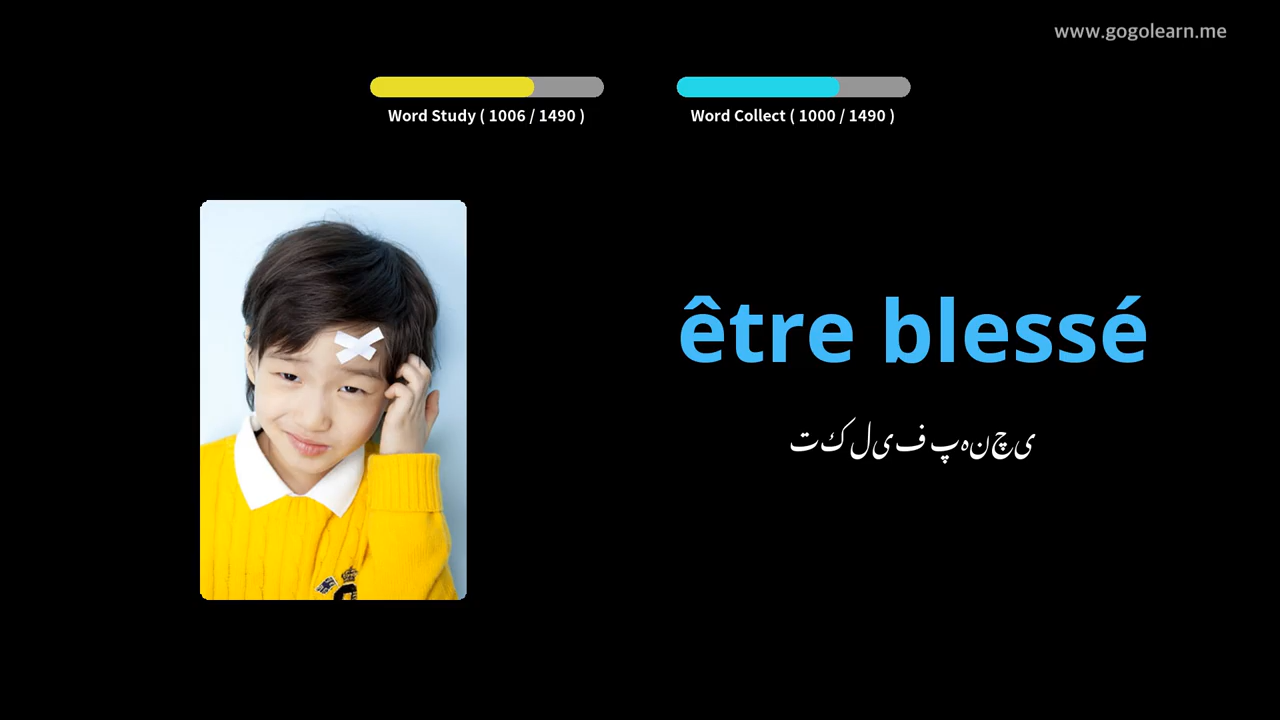 www.gogolearn.me
Word Study ( 1006 / 1490 )
Word Collect ( 1000 / 1490 )
être blessé
تکلیف پہنچی